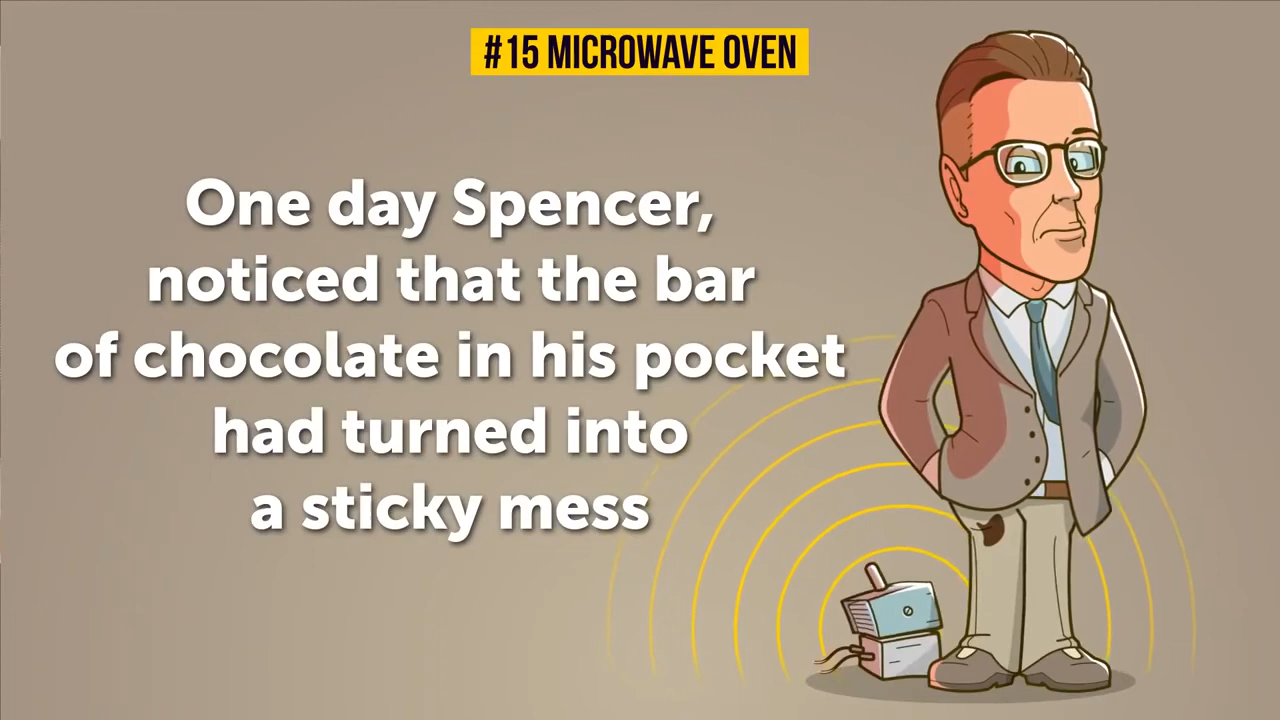 #15 MICROWAVE OVEN
One day Spencer,
noticed that the bar
of chocolate in his pocket
had turned into
a sticky mess